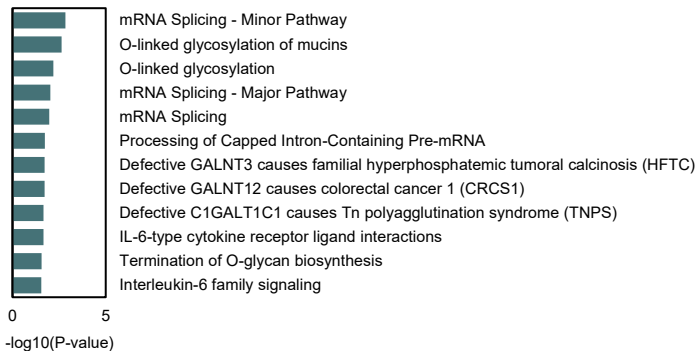 mRNA Splicing - Minor Pathway
O-linked glycosylation of mucins
O-linked glycosylation
mRNA Splicing - Major Pathway
mRNA Splicing
Processing of Capped Intron-Containing Pre-mRNA
Defective GALNT3 causes familial hyperphosphatemic tumoral calcinosis (HFTC)
Defective GALNT12 causes colorectal cancer 1 (CRCS1)
Defective C1GALT1C1 causes Tn polyagglutination syndrome (TNPS)
IL-6-type cytokine receptor ligand interactions
Termination of O-glycan biosynthesis
Interleukin-6 family signaling
0 5
-log10(P-value)